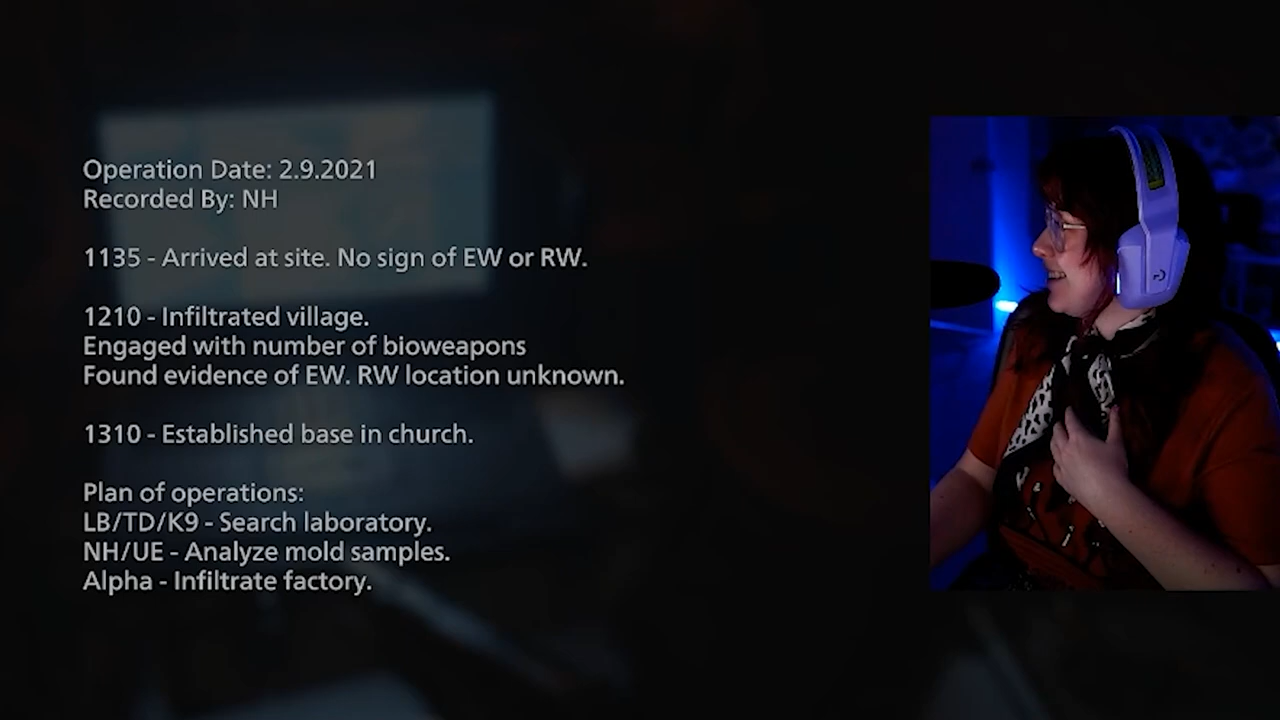 Operation Date: 2.9.2021
Recorded By: NH
1135 - Arrived at site. No sign of EW or RW.
1210 - Infiltrated village.
Engaged with number of bioweapons
Found evidence of EW. RW location unknown.
1310 - Established base in church.
Plan of operations:
LB/TD/K9 - Search laboratory.
NH/UE - Analyze mold samples.
Alpha - Infiltrate factory.